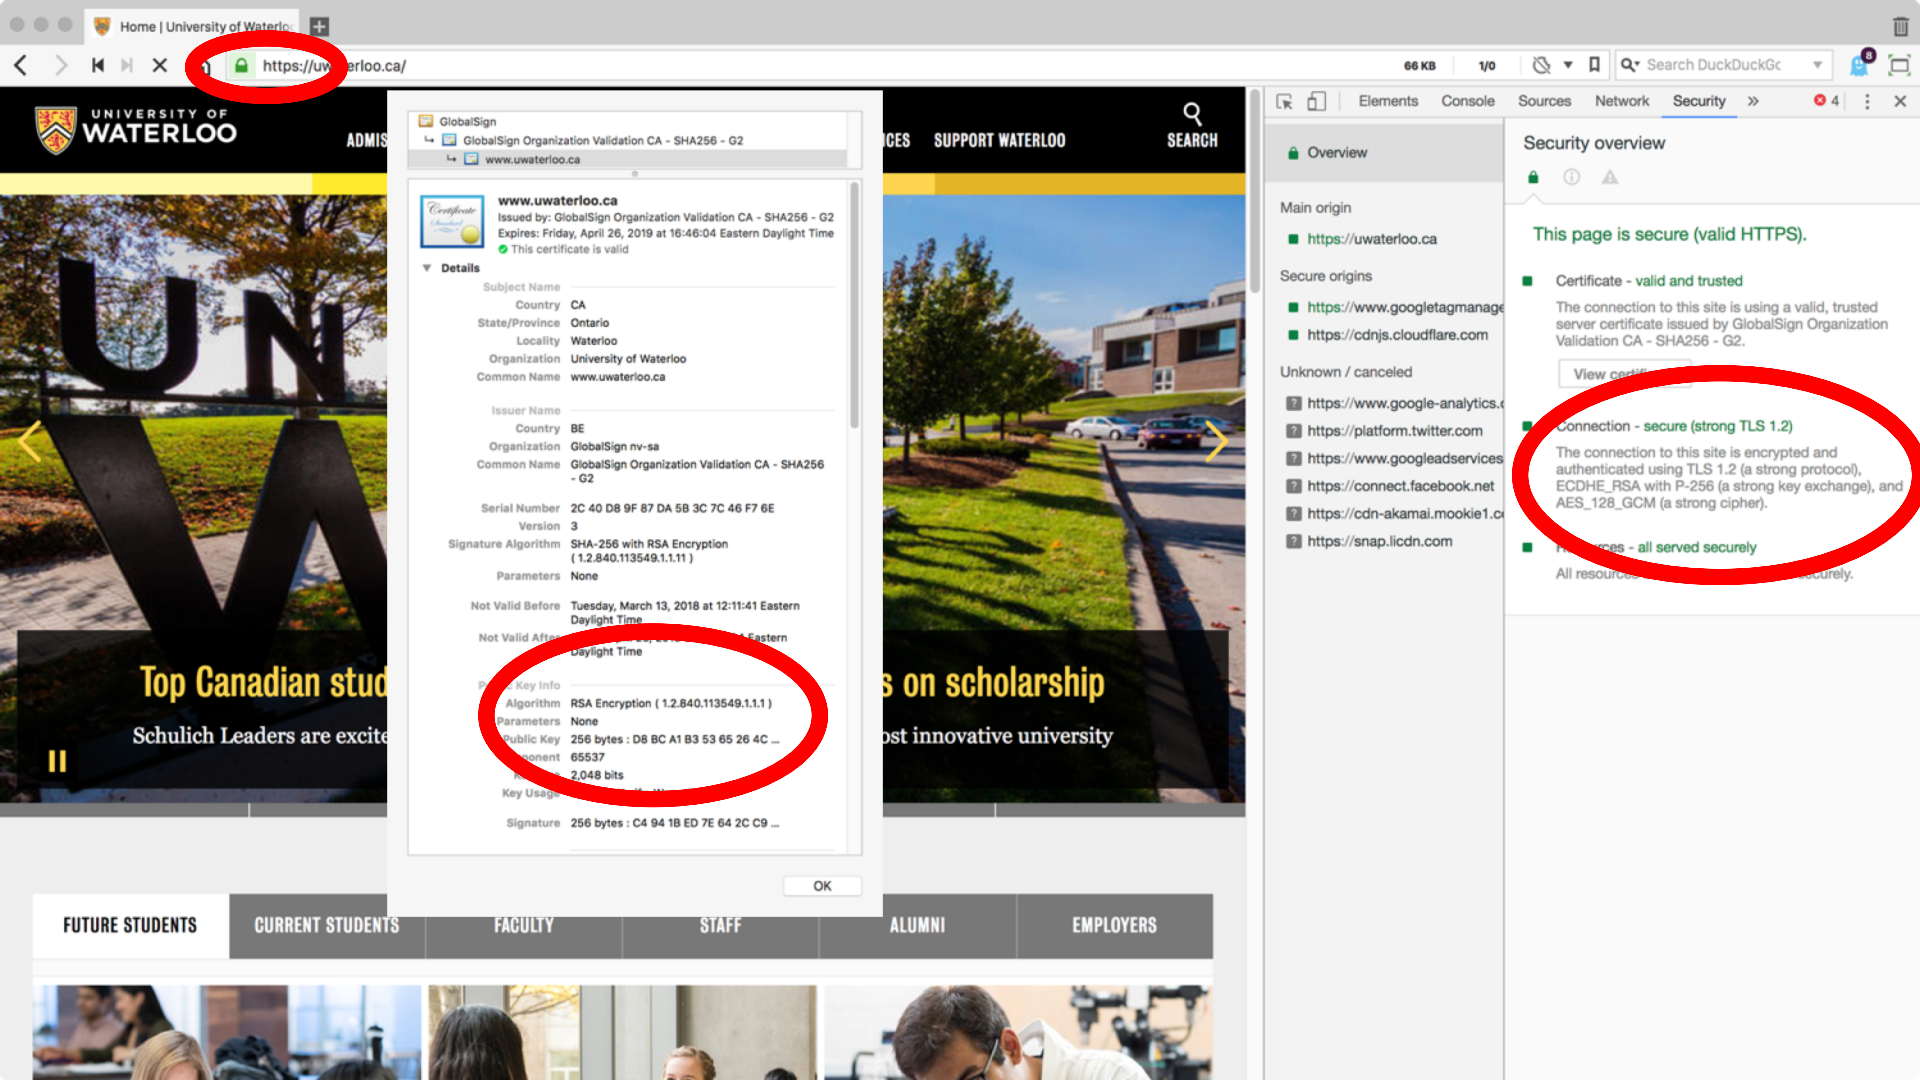 Home | University of Waterloo
https://uwaterloo.ca/
66 KB
1/0
Search DuckDuckGo
8
UNIVERSITY OF
WATERLOO
ADMIS
ICES
SUPPORT WATERLOO
SEARCH
GlobalSign
GlobalSign Organization Validation CA - SHA256 - G2
www.uwaterloo.ca
Certificate
Standard
www.uwaterloo.ca
Issued by: GlobalSign Organization Validation CA - SHA256 - G2
Expires: Friday, April 26, 2019 at 16:46:04 Eastern Daylight Time
This certificate is valid
Details
Subject Name
Country CA
State/Province Ontario
Locality Waterloo
Organization University of Waterloo
Common Name www.uwaterloo.ca
Issuer Name
Country BE
Organization GlobalSign nv-sa
Common Name GlobalSign Organization Validation CA - SHA256
- G2
Serial Number 2C 40 D8 9F 87 DA 5B 3C 7C 46 F7 6E
Version 3
Signature Algorithm SHA-256 with RSA Encryption
( 1.2.840.113549.1.1.11 )
Parameters None
Not Valid Before Tuesday, March 13, 2018 at 12:11:41 Eastern
Daylight Time
Not Valid After Eastern
Daylight Time
Key Info
Algorithm RSA Encryption ( 1.2.840.113549.1.1.1 )
Parameters None
Public Key 256 bytes : D8 BC A1 B3 53 65 26 4C ...
65537
2,048 bits
Key Usage
Signature 256 bytes : C4 94 1B ED 7E 64 2C C9 ...
OK
UN
W
Top Canadian stud
s on scholarship
Schulich Leaders are excite
ost innovative university
FUTURE STUDENTS
CURRENT STUDENTS
FACULTY
STAFF
ALUMNI
EMPLOYERS
Elements
Console
Sources
Network
Security
4
Overview
Main origin
https://uwaterloo.ca
Secure origins
https://www.googletagmanage
https://cdnjs.cloudflare.com
Unknown / canceled
https://www.google-analytics.c
https://platform.twitter.com
https://www.googleadservices
https://connect.facebook.net
https://cdn-akamai.mookie1.co
https://snap.licdn.com
Security overview
This page is secure (valid HTTPS).
Certificate - valid and trusted
The connection to this site is using a valid, trusted
server certificate issued by GlobalSign Organization
Validation CA - SHA256 - G2.
View certif
Connection - secure (strong TLS 1.2)
The connection to this site is encrypted and
authenticated using TLS 1.2 (a strong protocol),
ECDHE_RSA with P-256 (a strong key exchange), and
AES_128_GCM (a strong cipher).
Resources - all served securely
All resources securely.